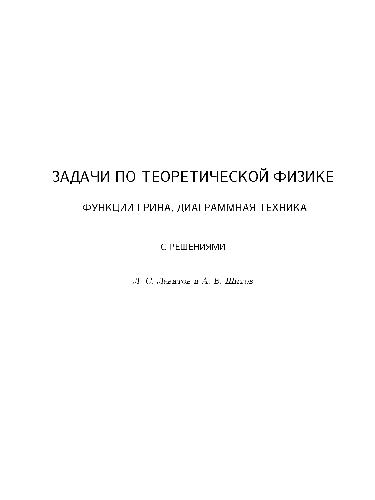 ЗАДАЧИ ПО ТЕОРЕТИЧЕСКОЙ ФИЗИКЕ
ФУНКЦИИ ГРИНА, ДИАГРАММНАЯ ТЕХНИКА
С РЕШЕНИЯМИ
Л. С. Левитов и А. В. Шитов